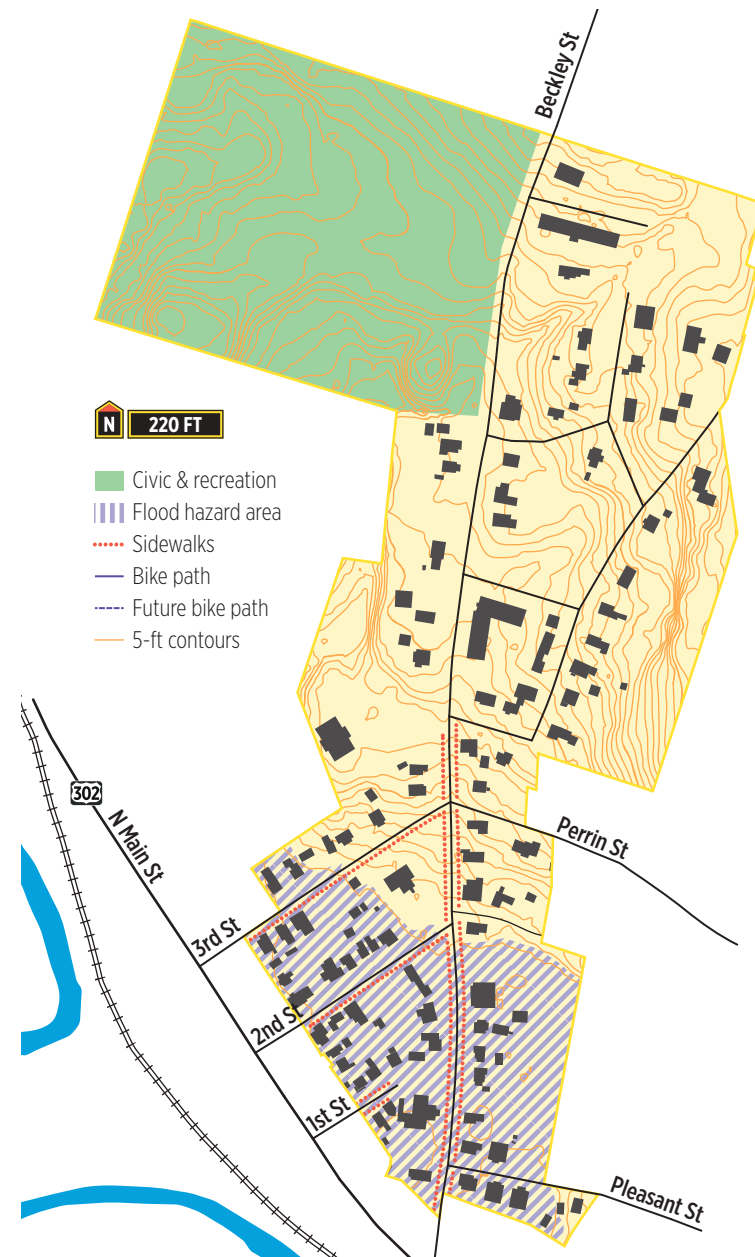 Beckley St
N
220 FT
Civic & recreation
Flood hazard area
Sidewalks
Bike path
Future bike path
5-ft contours
302
N Main St
Perrin St
3rd St
2nd St
1st St
Pleasant St